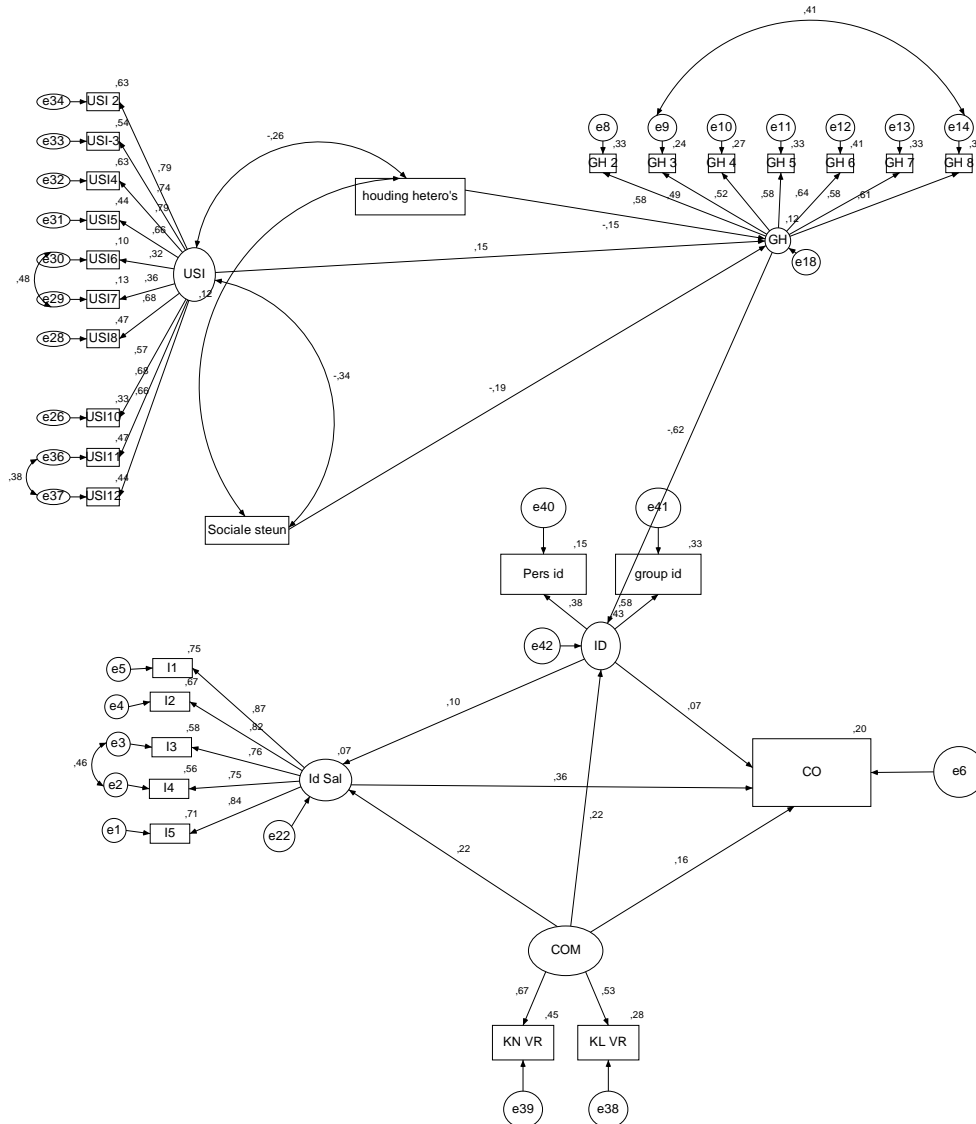 ,41
,63
e34 USI 2
e8 e9 e10 e11 e12 e13 e14
,54
e33 USI-3
-,26
,33 ,24 ,27 ,33 ,41 ,33
GH 2 GH 3 GH 4 GH 5 GH 6 GH 7 GH 8
,63 ,79
e32 USI4
,74
houding hetero's
,58 ,49 ,52 ,58 ,64 ,58 ,61
,44 ,79
e31 USI5
,66
-,15
,12
GH
e18
,10
e30 USI6
,32
,15
,48
,13 ,36
USI
e29 USI7
,68 ,12
,47
e28 USI8
,57
,68
-,34
,66
-,19
,33
e26 USI10
-,62
,47
e36 USI11
,38
,44
e37 USI12
Sociale steun
e40 e41
,15 ,33
Pers id group id
,38 ,58
43
e42 ID
,75
e5 I1
,67
e4 I2
,87
,10
,07
,82
,58
e3 I3
,76
,07
,20
,46
,56
e2 I4
,75
Id Sal
,36
CO
e6
,71
,84
e1 I5
e22
,22
,22
,16
COM
,67 ,53
,45 ,28
KN VR KL VR
e39 e38